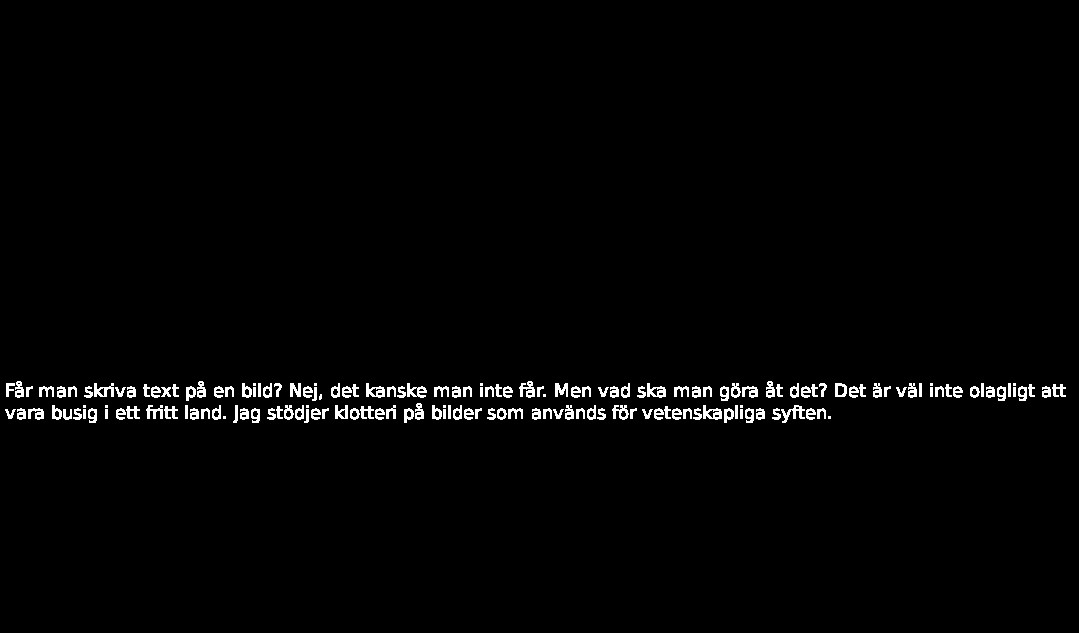 Får man skriva text på en bild? Nej, det kanske man inte får. Men vad ska man göra åt det? Det är väl inte olagligt att
vara busig i ett fritt land. Jag stödjer klotteri på bilder som används för vetenskapliga syften.